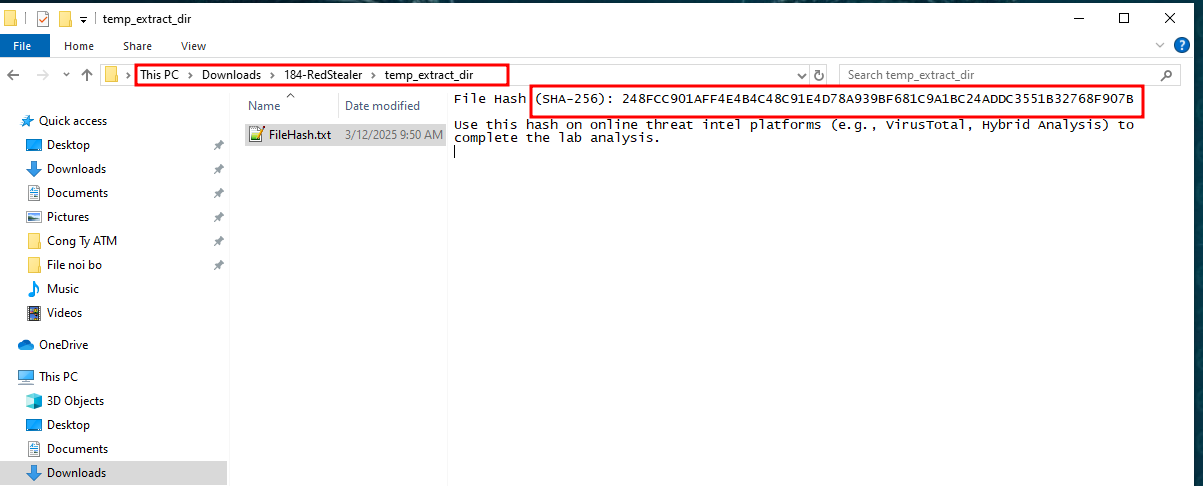 temp_extract_dir
File Home Share View
This PC Downloads 184-RedStealer temp_extract_dir Search temp_extract_dir
Name Date modified
Quick access
Desktop
Downloads
Documents
Pictures
Cong Ty ATM
File noi bo
Music
Videos
OneDrive
This PC
3D Objects
Desktop
Documents
Downloads
FileHash.txt 3/12/2025 9:50 AM
File Hash (SHA-256): 248FCC901AFF4E4B4C48C91E4D78A939BF681C9A1BC24ADDC3551B32768F907B
Use this hash on online threat intel platforms (e.g., VirusTotal, Hybrid Analysis) to
complete the lab analysis.